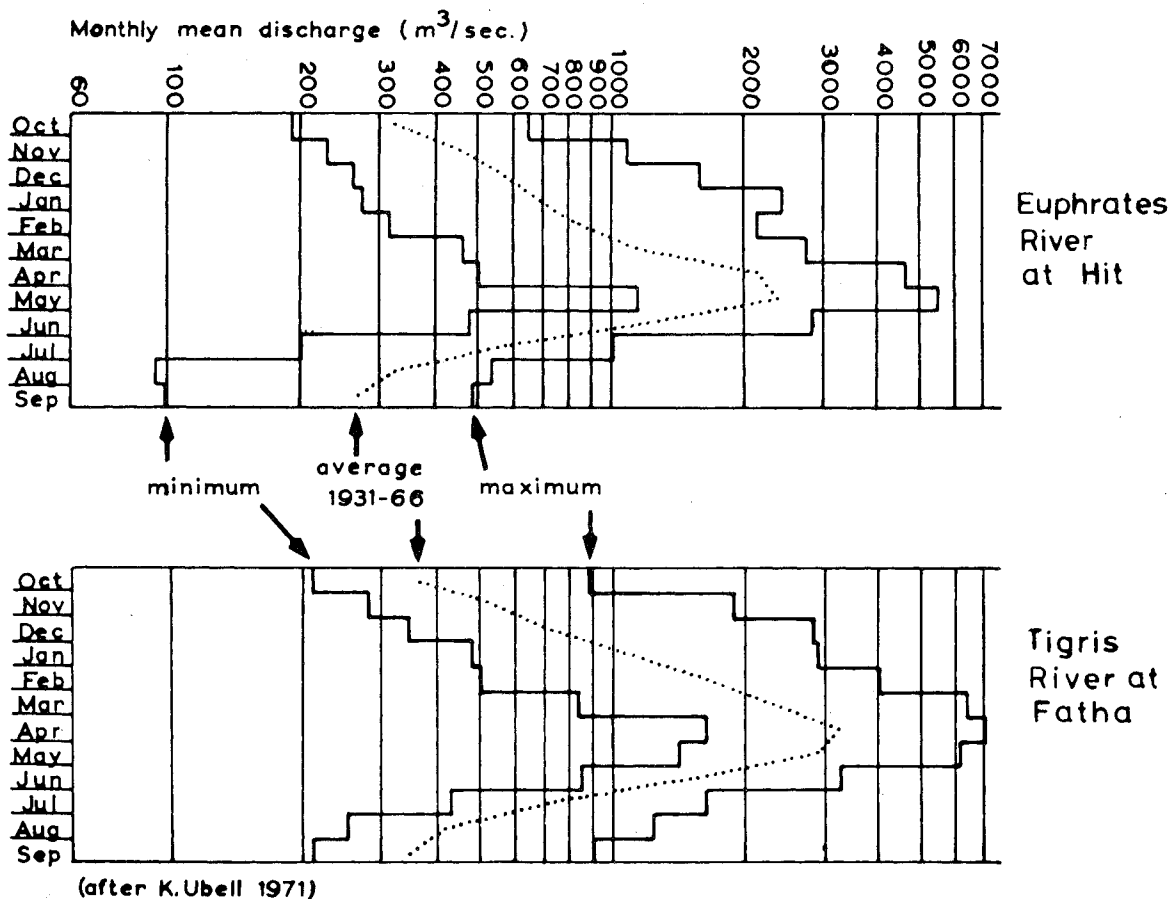 Monthly mean discharge (m³/sec.)
60 100 200 300 400 500 600 700 800 900 1000 2000 3000 4000 5000 6000 7000
Oct
Nov
Dec
Jan
Feb
Mar
Apr
May
Jun
Jul
Aug
Sep
Euphrates
River
at Hit
minimum
average
1931-66
maximum
Oct
Nov
Dec
Jan
Feb
Mar
Apr
May
Jun
Jul
Aug
Sep
Tigris
River at
Fatha
(after K.Ubell 1971)